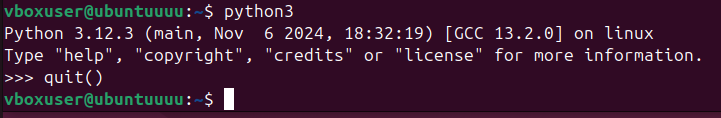 vboxuser@ubuntuuuu:~$ python3
Python 3.12.3 (main, Nov  6 2024, 18:32:19) [GCC 13.2.0] on linux
Type "help", "copyright", "credits" or "license" for more information.
>>> quit()
vboxuser@ubuntuuuu:~$